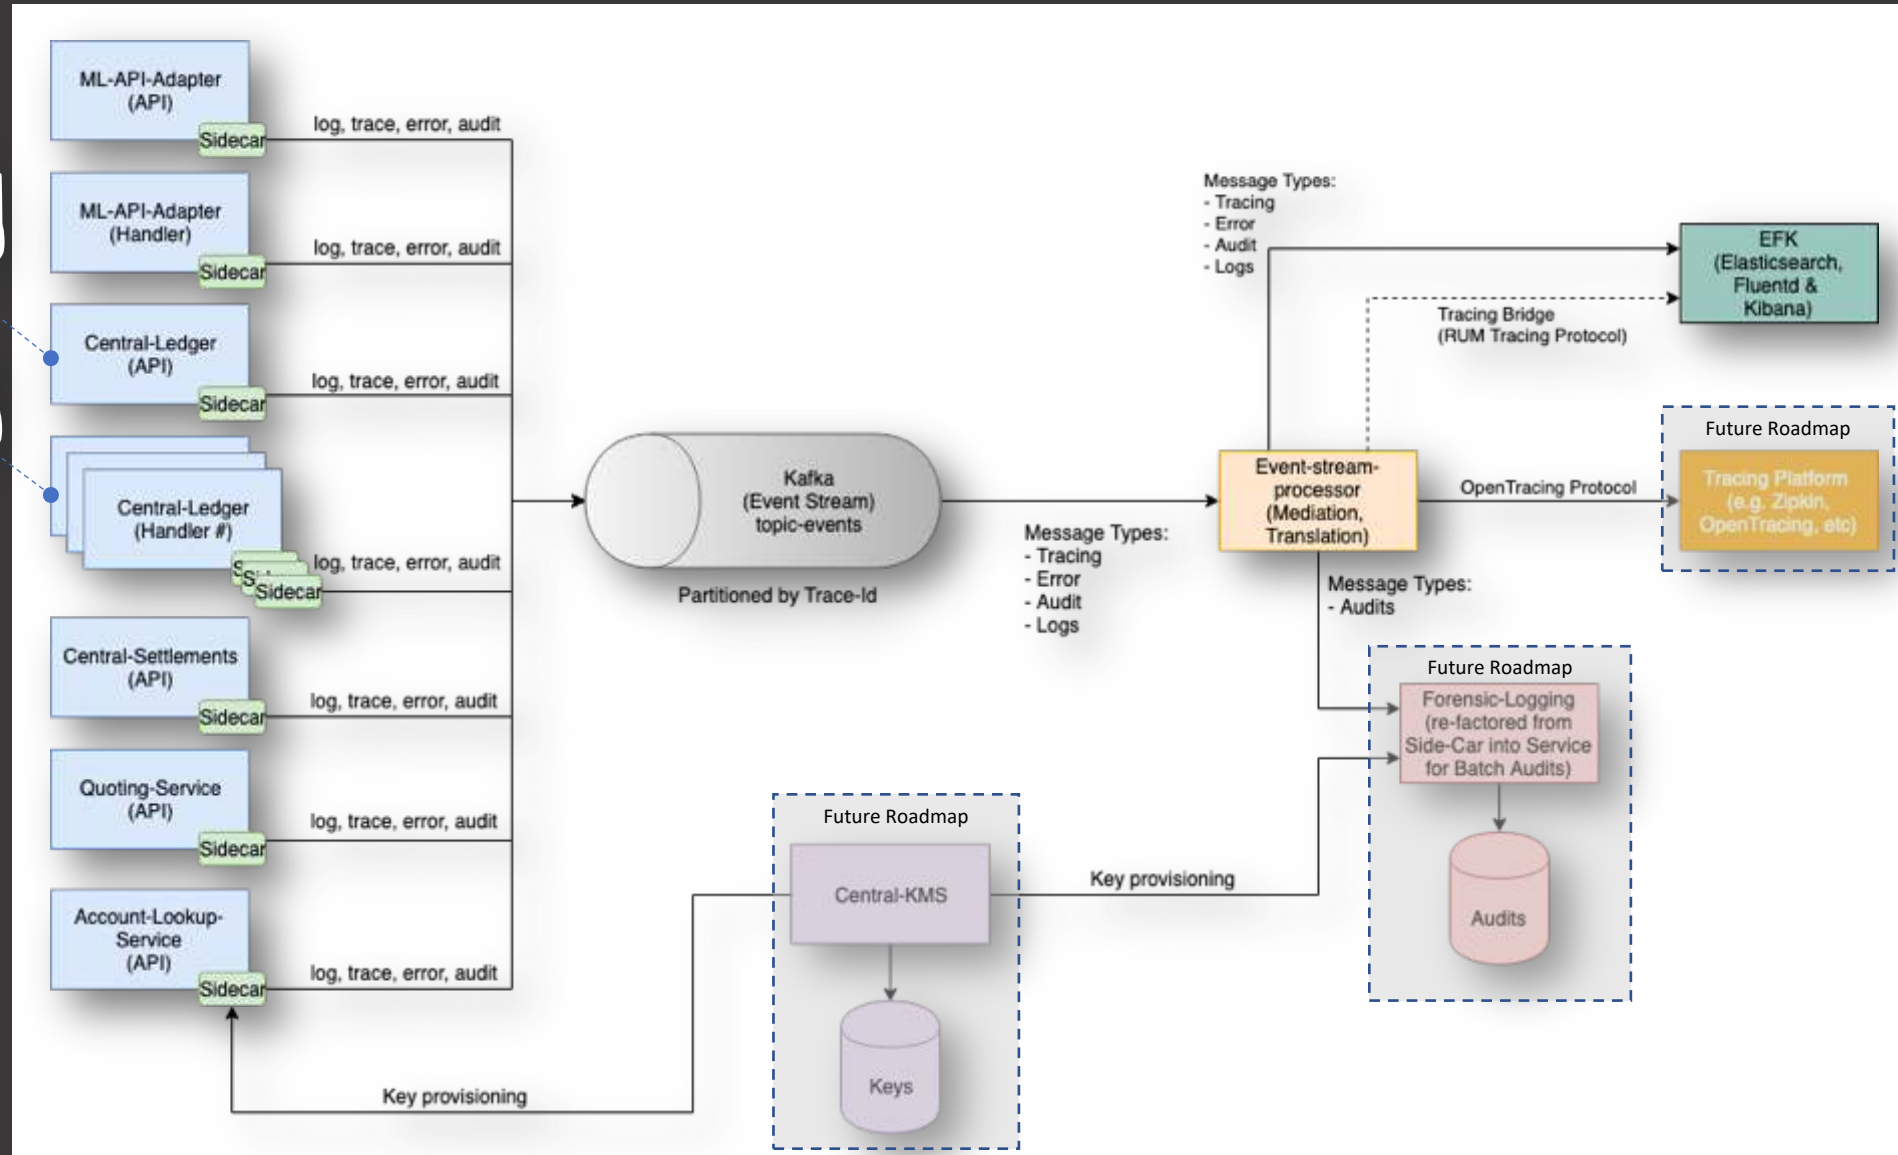 ML-API-Adapter
(API)
Sidecar
log, trace, error, audit
ML-API-Adapter
(Handler)
Sidecar
log, trace, error, audit
Central-Ledger
(API)
Sidecar
log, trace, error, audit
Central-Ledger
(Handler #)
S
Si
Sidecar
log, trace, error, audit
Central-Settlements
(API)
Sidecar
log, trace, error, audit
Quoting-Service
(API)
Sidecar
log, trace, error, audit
Account-Lookup-
Service
(API)
Sidecar
log, trace, error, audit
Key provisioning
Kafka
(Event Stream)
topic-events
Partitioned by Trace-Id
Message Types:
- Tracing
- Error
- Audit
- Logs
Future Roadmap
Central-KMS
Keys
Key provisioning
Message Types:
- Tracing
- Error
- Audit
- Logs
Event-stream-
processor
(Mediation,
Translation)
Tracing Bridge
(RUM Tracing Protocol)
EFK
(Elasticsearch,
Fluentd &
Kibana)
OpenTracing Protocol
Future Roadmap
Tracing Platform
(e.g. Zipkin,
OpenTracing, etc)
Message Types:
- Audits
Future Roadmap
Forensic-Logging
(re-factored from
Side-Car into Service
for Batch Audits)
Audits